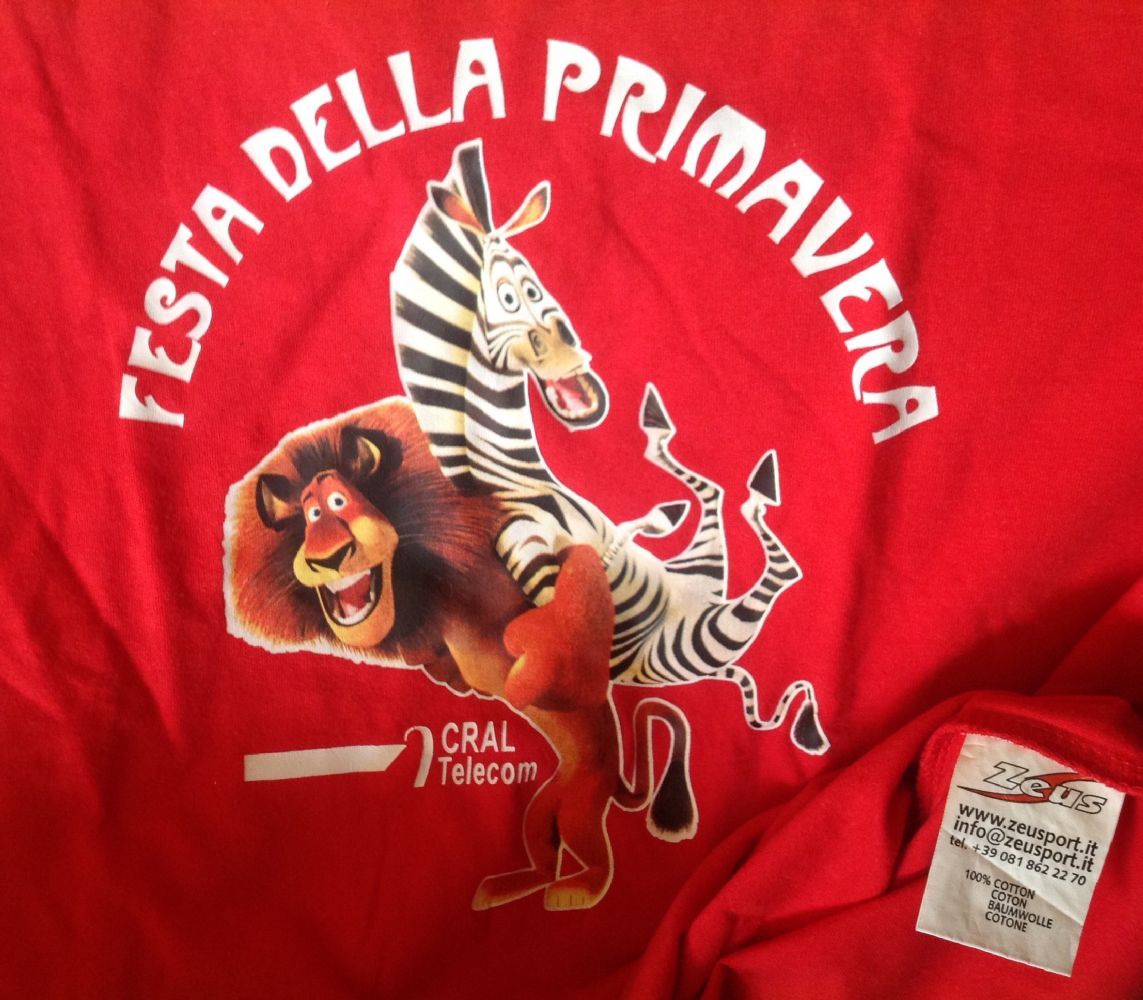 FESTA DELLA PRIMAVERA
CRAL
Telecom
Zeus
www.zeusport.it
info@zeusport.it
tel. +39 081 862 22 70
100% COTTON
COTON
BAUMWOLLE
COTONE